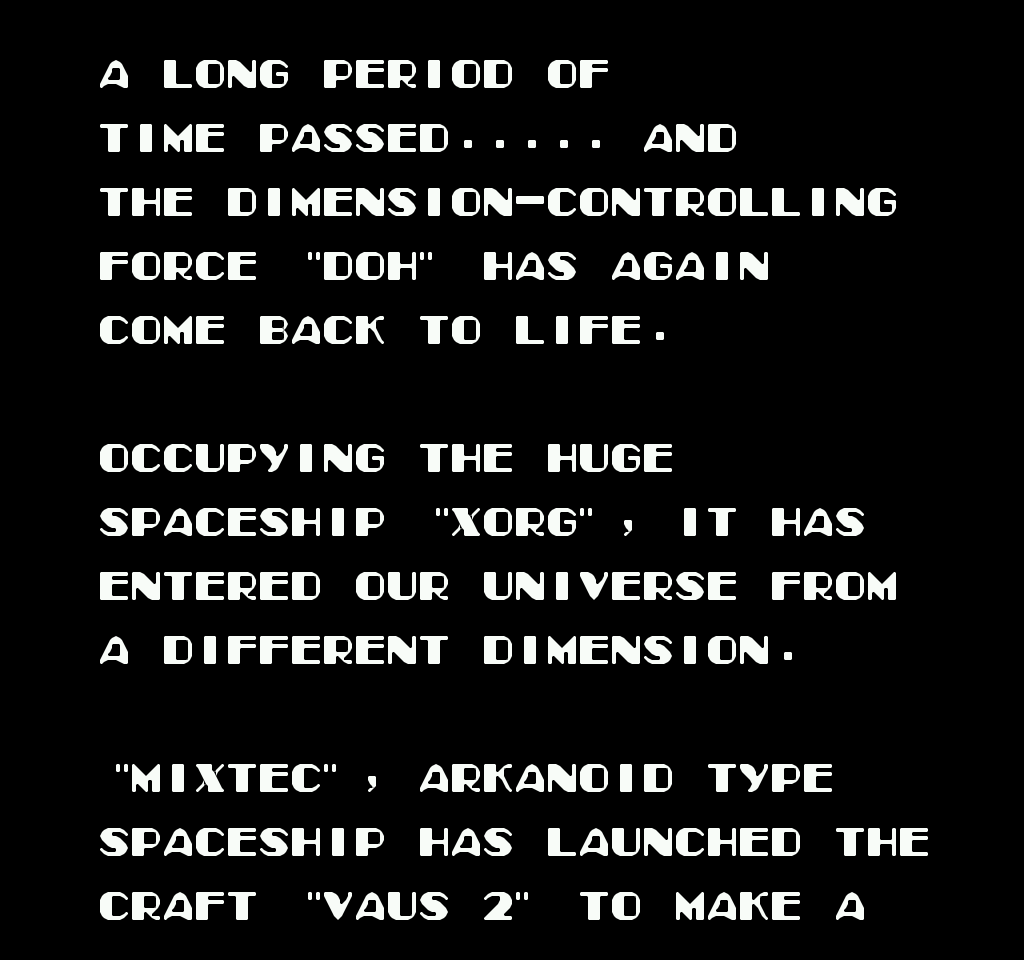 A LONG PERIOD OF
TIME PASSED..... AND
THE DIMENSION-CONTROLLING
FORCE "DOH" HAS AGAIN
COME BACK TO LIFE.
OCCUPYING THE HUGE
SPACESHIP "XORG", IT HAS
ENTERED OUR UNIVERSE FROM
A DIFFERENT DIMENSION.
"MIXTEC", ARKANOID TYPE
SPACESHIP HAS LAUNCHED THE
CRAFT "VAUS 2" TO MAKE A